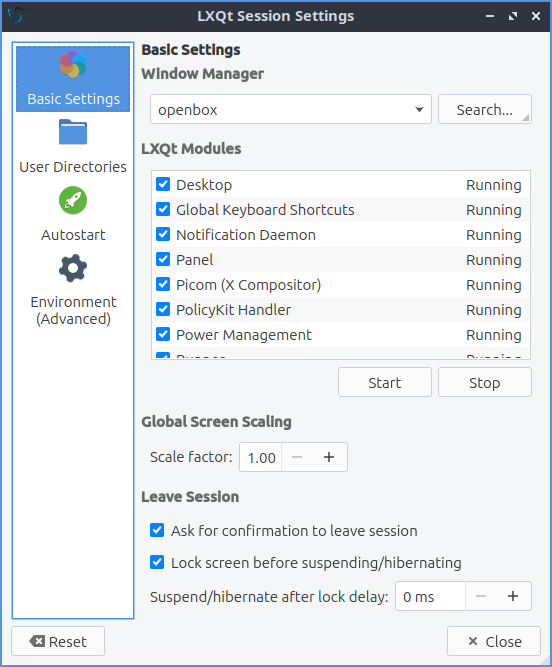 LXQt Session Settings
Basic Settings
User Directories
Autostart
Environment
(Advanced)
Basic Settings
Window Manager
openbox
Search...
LXQt Modules
Desktop Running
Global Keyboard Shortcuts Running
Notification Daemon Running
Panel Running
Picom (X Compositor) Running
PolicyKit Handler Running
Power Management Running
Start
Stop
Global Screen Scaling
Scale factor: 1.00 − +
Leave Session
Ask for confirmation to leave session
Lock screen before suspending/hibernating
Suspend/hibernate after lock delay: 0 ms − +
Reset
Close